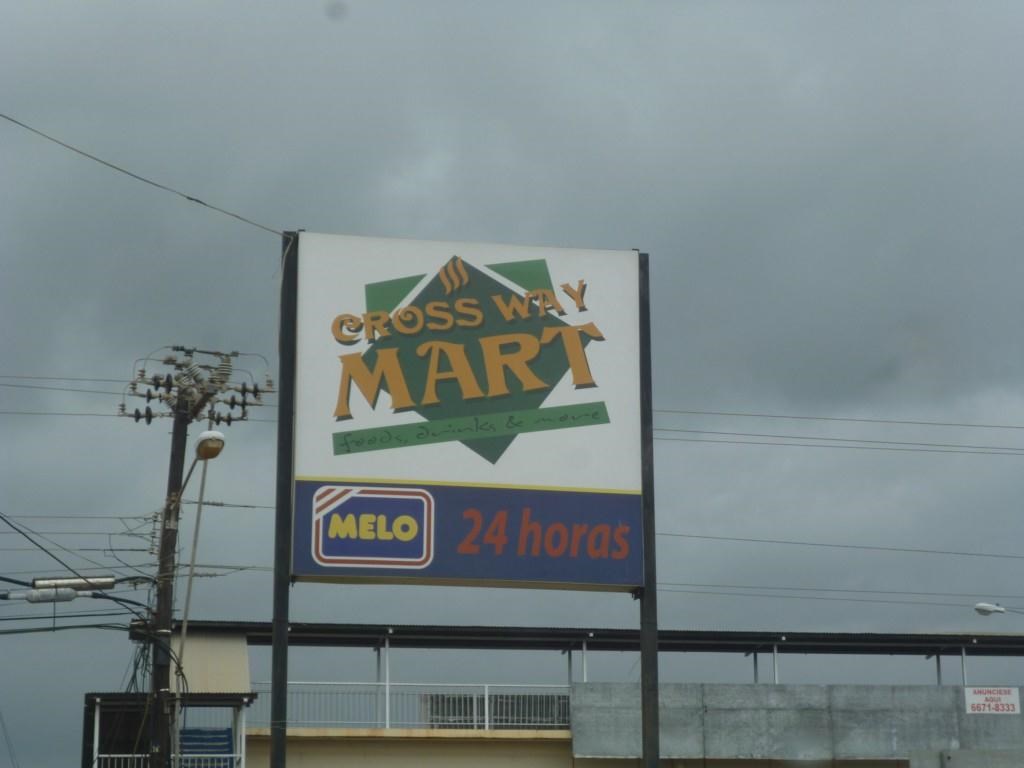 CROSS WAY
MART
foods, drinks & more
MELO
24 horas
ANUNCIESE
AQUI
6671-8333